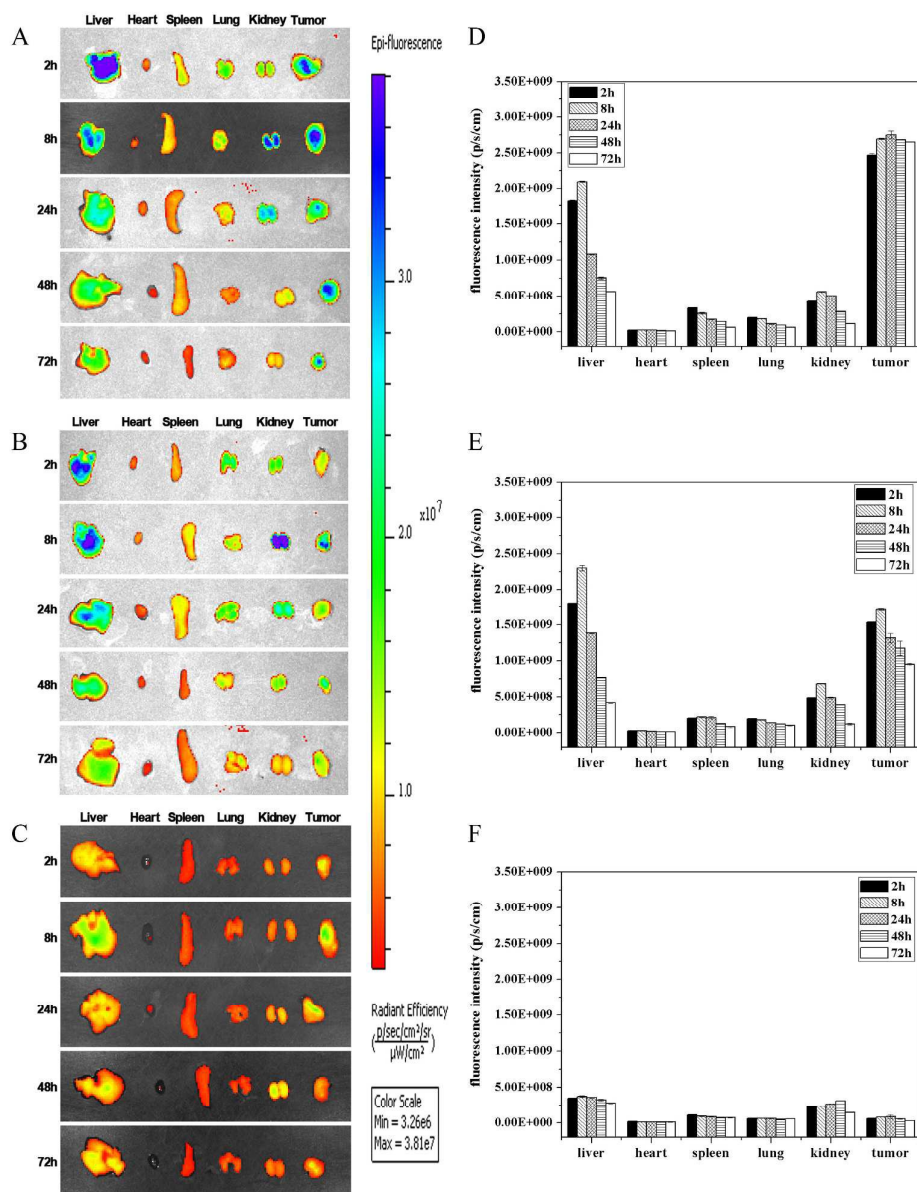 A
Liver Heart Spleen Lung Kidney Tumor
2h
8h
24h
48h
72h
B
Liver Heart Spleen Lung Kidney Tumor
2h
8h
24h
48h
72h
C
Liver Heart Spleen Lung Kidney Tumor
2h
8h
24h
48h
72h
Epi-fluorescence
3.0
2.0
x10⁷
1.0
Radiant Efficiency
(p/sec/cm²/sr)
µW/cm²
Color Scale
Min = 3.26e6
Max = 3.81e7
D
fluorescence intensity (p/s/cm)
3.50E+009
3.00E+009
2.50E+009
2.00E+009
1.50E+009
1.00E+009
5.00E+008
0.00E+000
2h
8h
24h
48h
72h
liver heart spleen lung kidney tumor
E
fluorescence intensity (p/s/cm)
3.50E+009
3.00E+009
2.50E+009
2.00E+009
1.50E+009
1.00E+009
5.00E+008
0.00E+000
2h
8h
24h
48h
72h
liver heart spleen lung kidney tumor
F
fluorescence intensity (p/s/cm)
3.50E+009
3.00E+009
2.50E+009
2.00E+009
1.50E+009
1.00E+009
5.00E+008
0.00E+000
2h
8h
24h
48h
72h
liver heart spleen lung kidney tumor